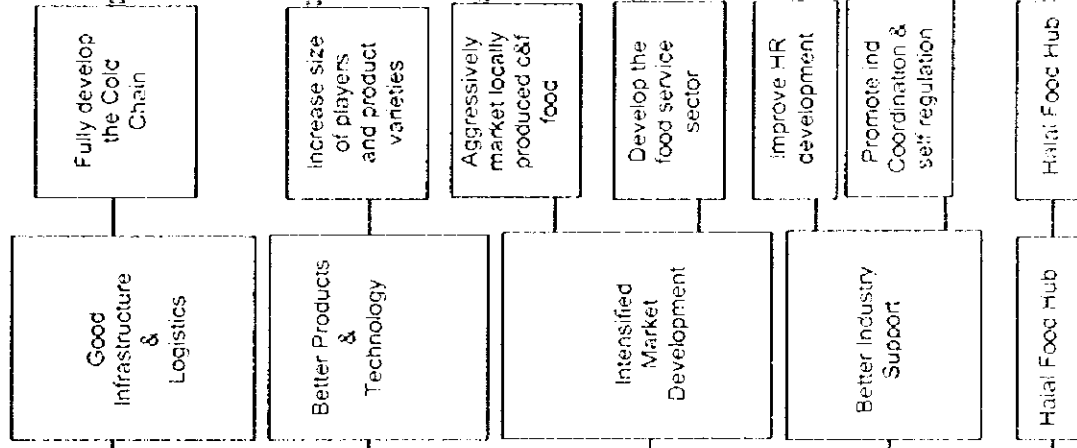 Good
Infrastructure
&
Logistics
Fully develop
the Cold
Chain
Better Products
&
Technology
Increase size
of players
and product
varieties
Intensified
Market
Development
Aggressively
market locally
produced c&f
food
Develop the
food service
sector
Better Industry
Support
Improve HR
development
Promote ind
Coordination &
self regulation
Halal Food Hub
Halal Food Hub